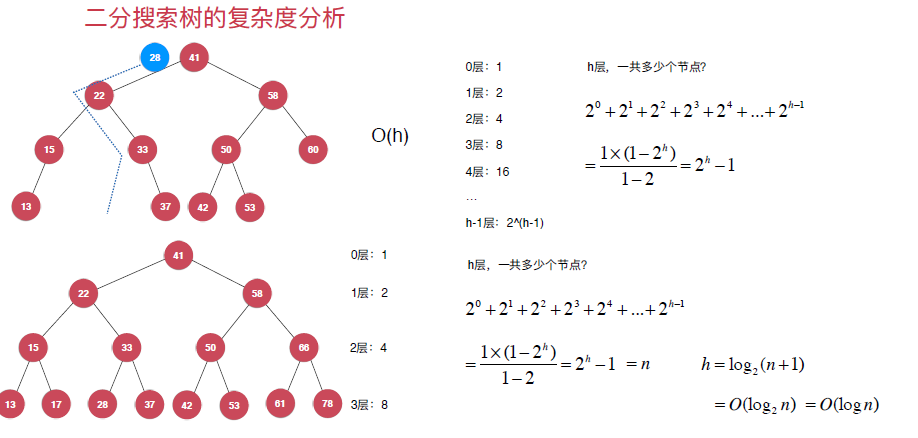 二分搜索树的复杂度分析
28 41
22 58
15 33 50 60
13 37 42 53
O(h)
41
22 58
15 33 50 66
13 17 28 37 42 53 61 78
0层：1
1层：2
2层：4
3层：8
0层：1
1层：2
2层：4
3层：8
4层：16
...
h-1层：2^(h-1)
h层，一共多少个节点？
2^0 + 2^1 + 2^2 + 2^3 + 2^4 + ... + 2^{h-1}
= \frac{1×(1-2^h)}{1-2} = 2^h - 1
h层，一共多少个节点？
2^0 + 2^1 + 2^2 + 2^3 + 2^4 + ... + 2^{h-1}
= \frac{1×(1-2^h)}{1-2} = 2^h - 1 = n
h = log_2(n+1)
= O(log_2 n) = O(log n)